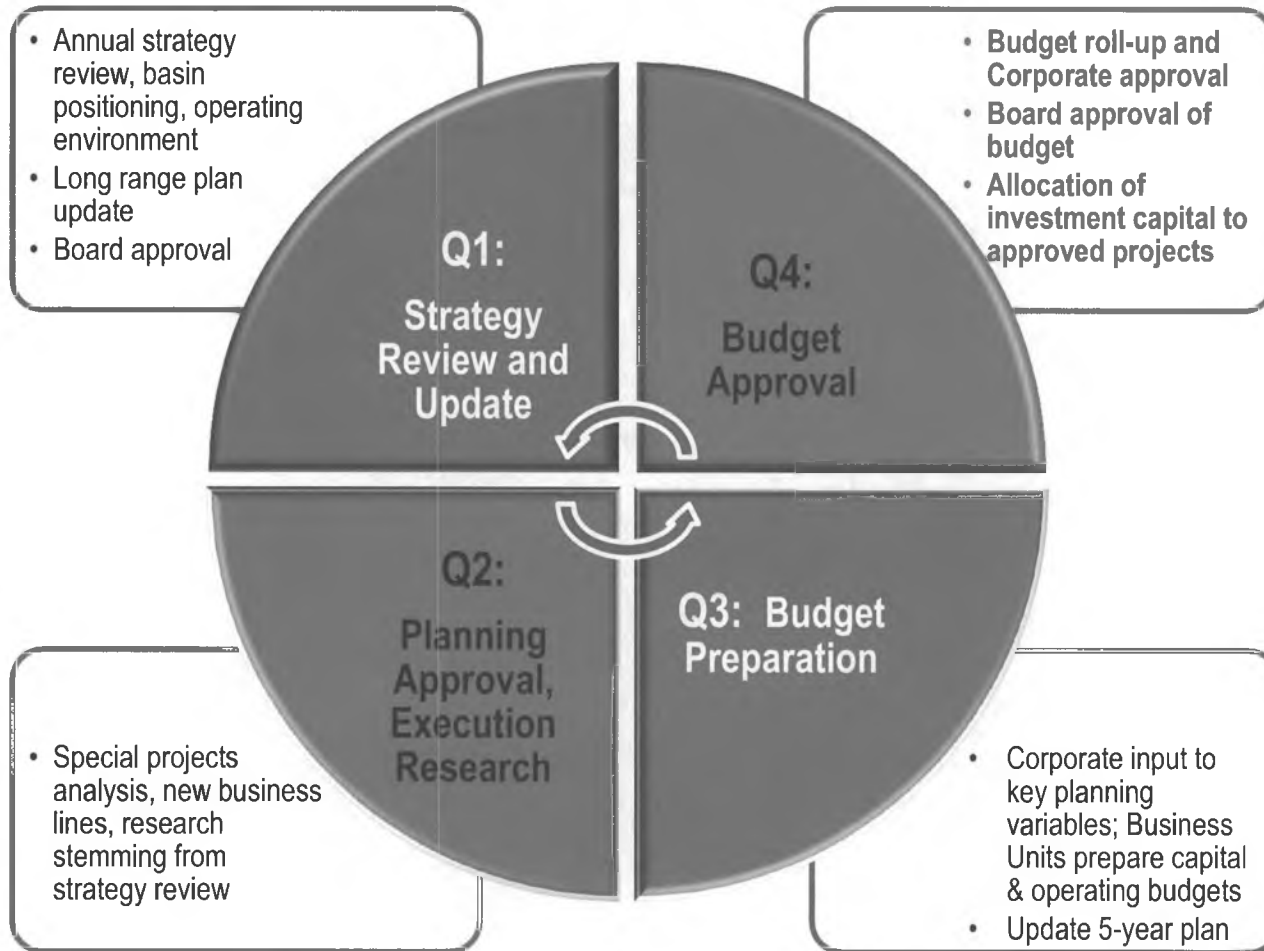 • Annual strategy
review, basin
positioning, operating
environment
• Long range plan
update
• Board approval
Q1:
Strategy
Review and
Update
• Budget roll-up and
Corporate approval
• Board approval of
budget
• Allocation of
investment capital to
approved projects
Q4:
Budget
Approval
Q2:
Planning
Approval,
Execution
Research
• Special projects
analysis, new business
lines, research
stemming from
strategy review
Q3: Budget
Preparation
• Corporate input to
key planning
variables; Business
Units prepare capital
& operating budgets
• Update 5-year plan